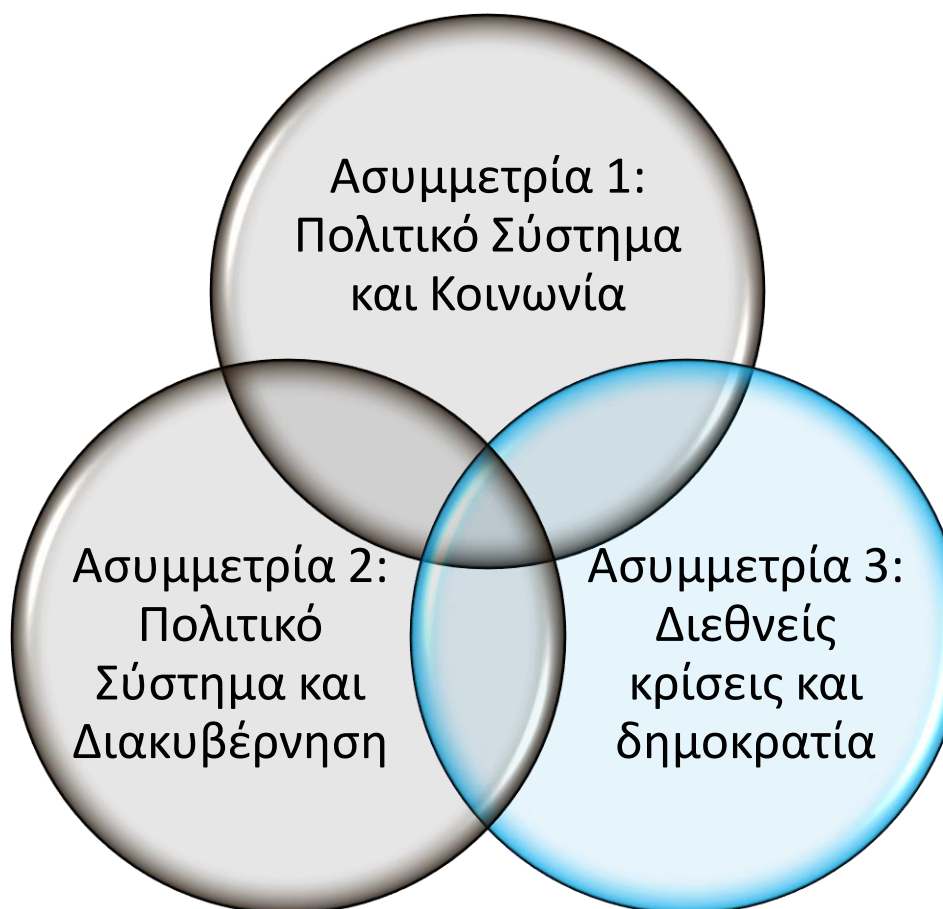 Ασυμμετρία 1:
Πολιτικό Σύστημα
και Κοινωνία
Ασυμμετρία 2:
Πολιτικό
Σύστημα και
Διακυβέρνηση
Ασυμμετρία 3:
Διεθνείς
κρίσεις και
δημοκρατία